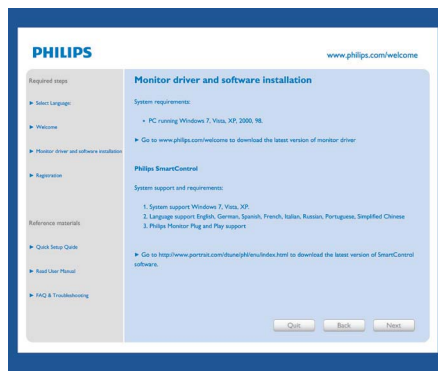 PHILIPS
www.philips.com/welcome
Required steps
► Select Language:
► Welcome
► Monitor driver and software installation
► Registration
Reference materials
► Quick Setup Guide
► Read User Manual
► FAQ & Troubleshooting
Monitor driver and software installation
System requirements:
• PC running Windows 7, Vista, XP, 2000, 98.
► Go to www.philips.com/welcome to download the latest version of monitor driver
Philips SmartControl
System support and requirements:
1. System support Windows 7, Vista, XP.
2. Language support English, German, Spanish, French, Italian, Russian, Portuguese, Simplified Chinese
3. Philips Monitor Plug and Play support
► Go to http://www.portrait.com/dtune/phl/enu/index.html to download the latest version of SmartControl
software.
Quit Back Next